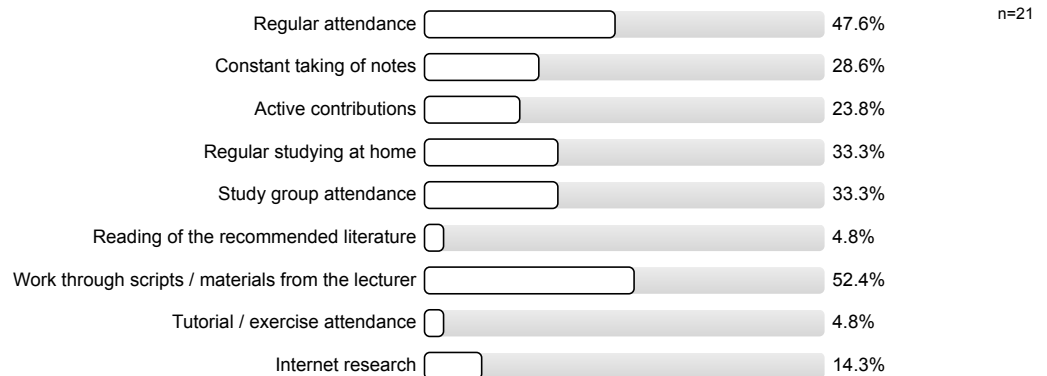 Regular attendance 47.6% n=21
Constant taking of notes 28.6%
Active contributions 23.8%
Regular studying at home 33.3%
Study group attendance 33.3%
Reading of the recommended literature 4.8%
Work through scripts / materials from the lecturer 52.4%
Tutorial / exercise attendance 4.8%
Internet research 14.3%